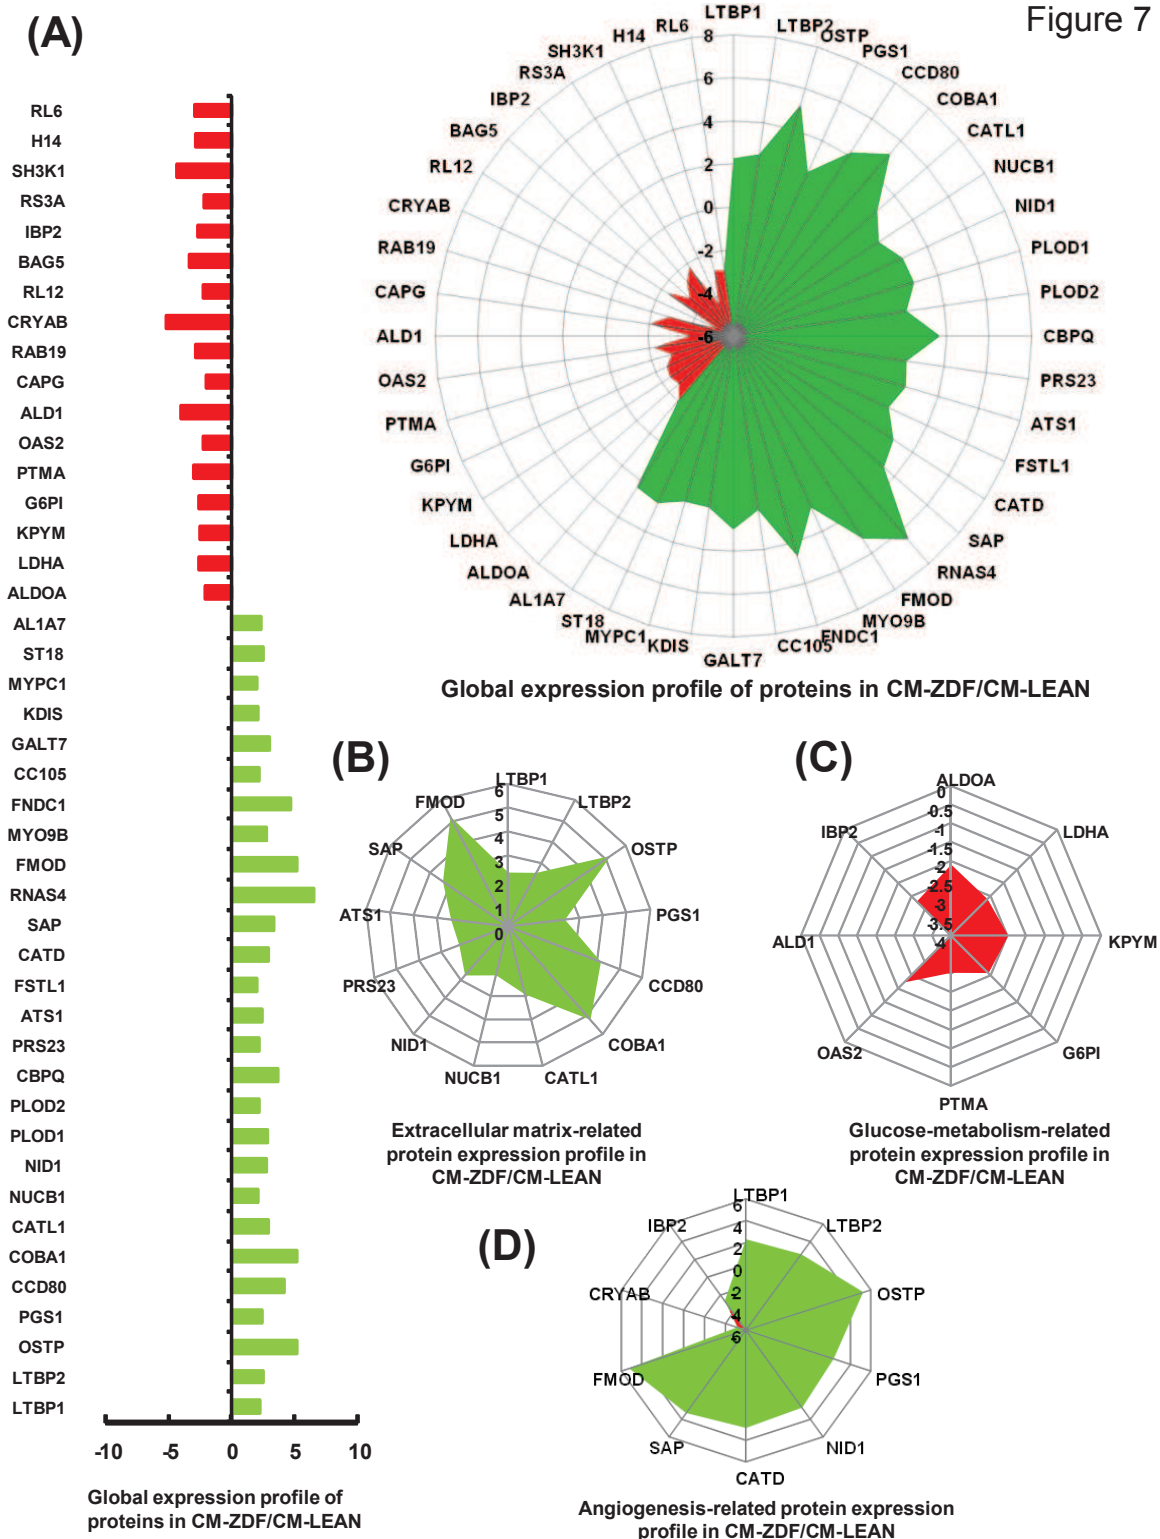 Figure 7
(A)
RL6
H14
SH3K1
RS3A
IBP2
BAG5
RL12
CRYAB
RAB19
CAPG
ALD1
OAS2
PTMA
G6PI
KPYM
LDHA
ALDOA
AL1A7
ST18
MYPC1
KDIS
GALT7
CC105
FNDC1
MYO9B
FMOD
RNAS4
SAP
CATD
FSTL1
ATS1
PRS23
CBPQ
PLOD2
PLOD1
NID1
NUCB1
CATL1
COBA1
CCD80
PGS1
OSTP
LTBP2
LTBP1
-10 -5 0 5 10
Global expression profile of
proteins in CM-ZDF/CM-LEAN
LTBP1
LTBP2
OSTP
PGS1
CCD80
COBA1
CATL1
NUCB1
NID1
PLOD1
PLOD2
CBPQ
PRS23
ATS1
FSTL1
CATD
SAP
RNAS4
FMOD
MYO9B
FNDC1
CC105
GALT7
KDIS
MYPC1
ST18
AL1A7
ALDOA
LDHA
KPYM
G6PI
PTMA
OAS2
ALD1
CAPG
RAB19
CRYAB
RL12
BAG5
IBP2
RS3A
SH3K1
H14
RL6
8
6
4
2
0
-2
-4
-6
Global expression profile of proteins in CM-ZDF/CM-LEAN
(B)
LTBP1
LTBP2
OSTP
PGS1
CCD80
COBA1
CATL1
NUCB1
NID1
PRS23
ATS1
SAP
FMOD
6
5
4
3
2
1
0
Extracellular matrix-related
protein expression profile in
CM-ZDF/CM-LEAN
(C)
ALDOA
LDHA
KPYM
G6PI
PTMA
OAS2
ALD1
IBP2
0
-0.5
-1
-1.5
-2
-2.5
-3
-3.5
-4
Glucose-metabolism-related
protein expression profile in
CM-ZDF/CM-LEAN
(D)
LTBP1
LTBP2
OSTP
PGS1
NID1
CATD
SAP
FMOD
CRYAB
IBP2
6
4
2
0
-2
-4
-6
Angiogenesis-related protein expression
profile in CM-ZDF/CM-LEAN